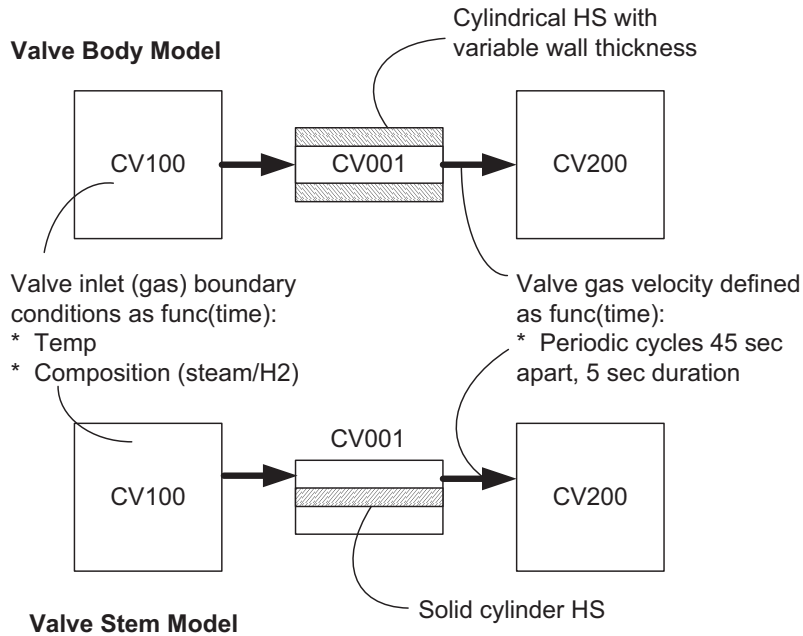 Cylindrical HS with
variable wall thickness
Valve Body Model
CV100
CV001
CV200
Valve inlet (gas) boundary
conditions as func(time):
* Temp
* Composition (steam/H2)
Valve gas velocity defined
as func(time):
* Periodic cycles 45 sec
apart, 5 sec duration
CV001
CV100
CV200
Solid cylinder HS
Valve Stem Model